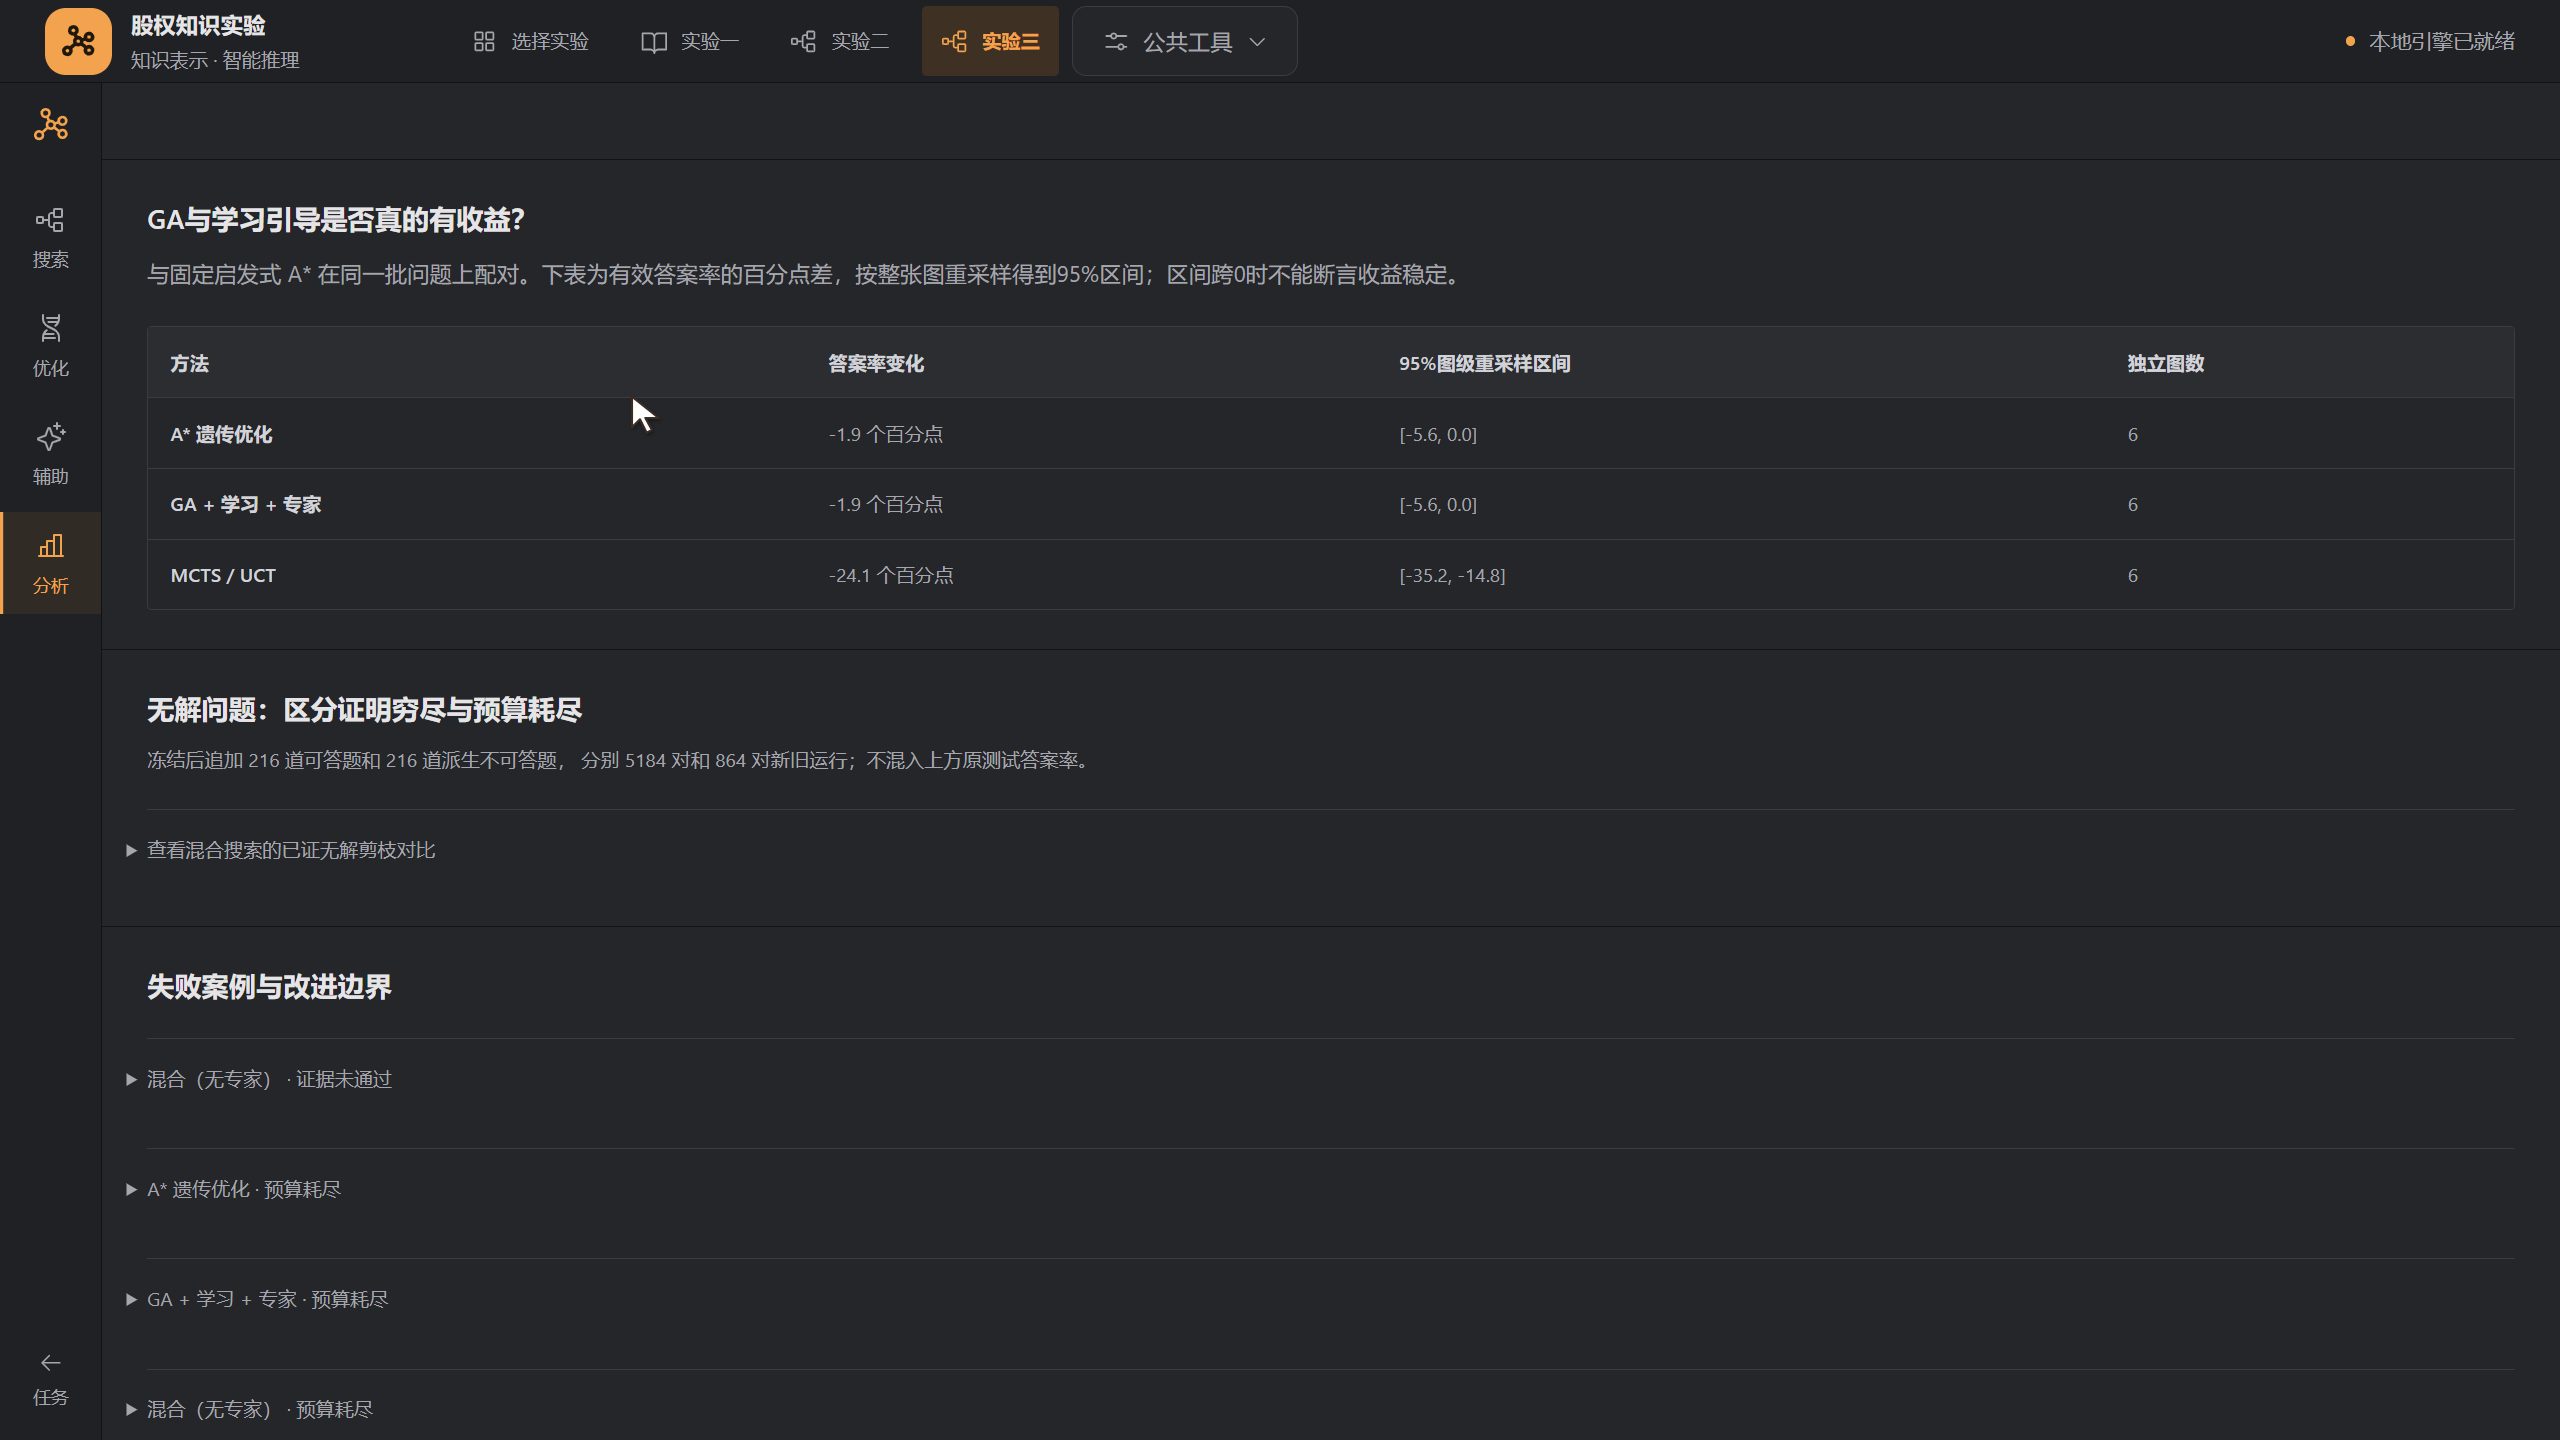 股权知识实验
知识表示 · 智能推理
选择实验
实验一
实验二
实验三
公共工具
本地引擎已就绪
搜索
优化
辅助
分析
任务
GA与学习引导是否真的有收益？
与固定启发式 A* 在同一批问题上配对。下表为有效答案率的百分点差，按整张图重采样得到95%区间；区间跨0时不能断言收益稳定。
方法 答案率变化 95%图级重采样区间 独立图数
A* 遗传优化 -1.9 个百分点 [-5.6, 0.0] 6
GA + 学习 + 专家 -1.9 个百分点 [-5.6, 0.0] 6
MCTS / UCT -24.1 个百分点 [-35.2, -14.8] 6
无解问题：区分证明穷尽与预算耗尽
冻结后追加 216 道可答题和 216 道派生不可答题， 分别 5184 对和 864 对新旧运行；不混入上方原测试答案率。
查看混合搜索的已证无解剪枝对比
失败案例与改进边界
混合（无专家） · 证据未通过
A* 遗传优化 · 预算耗尽
GA + 学习 + 专家 · 预算耗尽
混合（无专家） · 预算耗尽